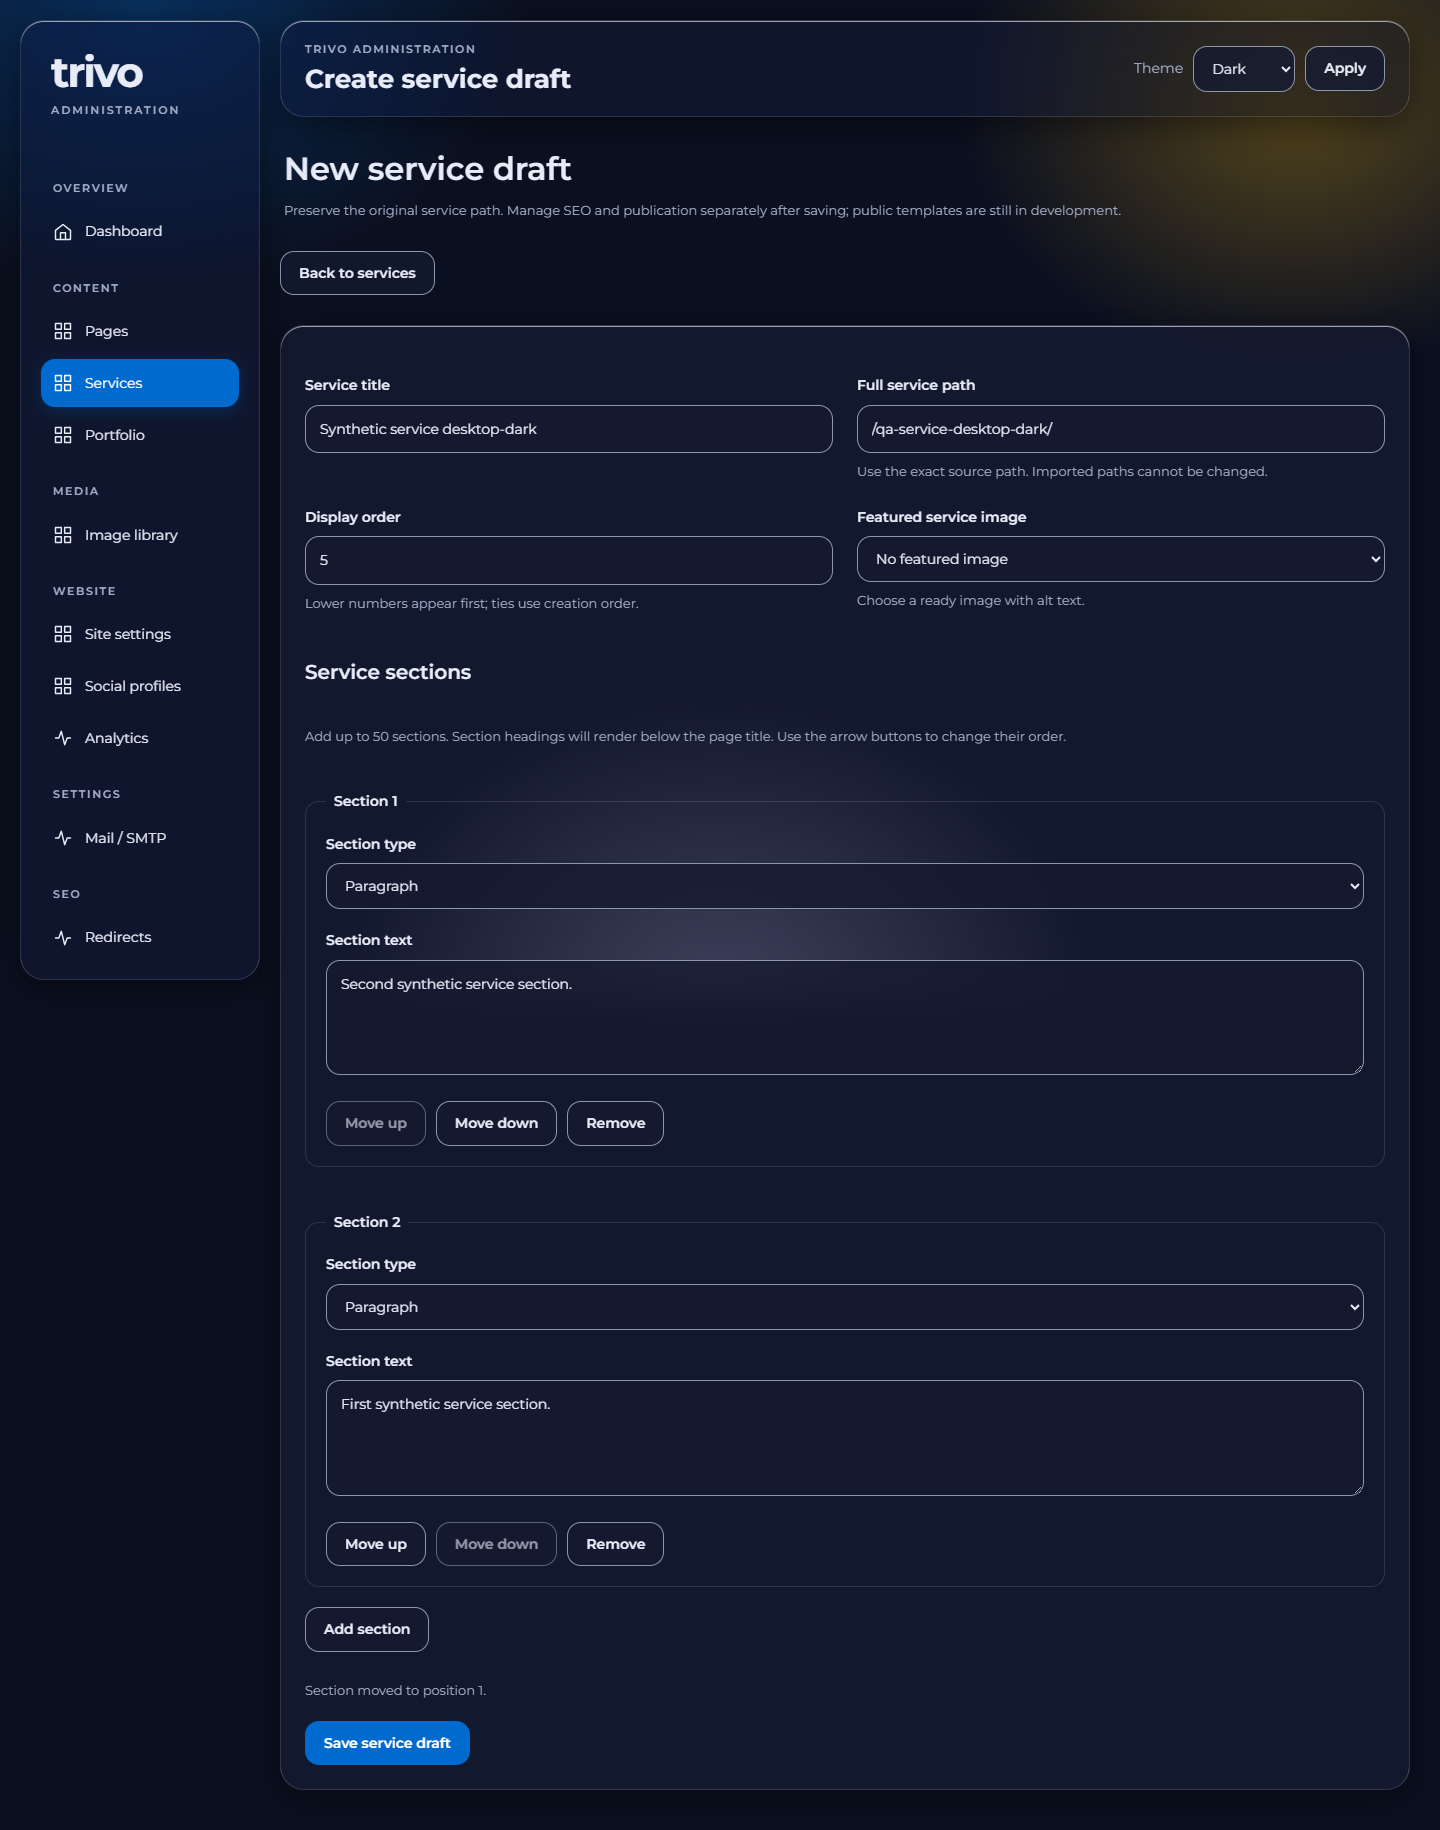 trivo
ADMINISTRATION
OVERVIEW
Dashboard
CONTENT
Pages
Services
Portfolio
MEDIA
Image library
WEBSITE
Site settings
Social profiles
Analytics
SETTINGS
Mail / SMTP
SEO
Redirects
TRIVO ADMINISTRATION
Create service draft
Theme
Dark
Apply
New service draft
Preserve the original service path. Manage SEO and publication separately after saving; public templates are still in development.
Back to services
Service title
Synthetic service desktop-dark
Full service path
/qa-service-desktop-dark/
Use the exact source path. Imported paths cannot be changed.
Display order
5
Lower numbers appear first; ties use creation order.
Featured service image
No featured image
Choose a ready image with alt text.
Service sections
Add up to 50 sections. Section headings will render below the page title. Use the arrow buttons to change their order.
Section 1
Section type
Paragraph
Section text
Second synthetic service section.
Move up
Move down
Remove
Section 2
Section type
Paragraph
Section text
First synthetic service section.
Move up
Move down
Remove
Add section
Section moved to position 1.
Save service draft